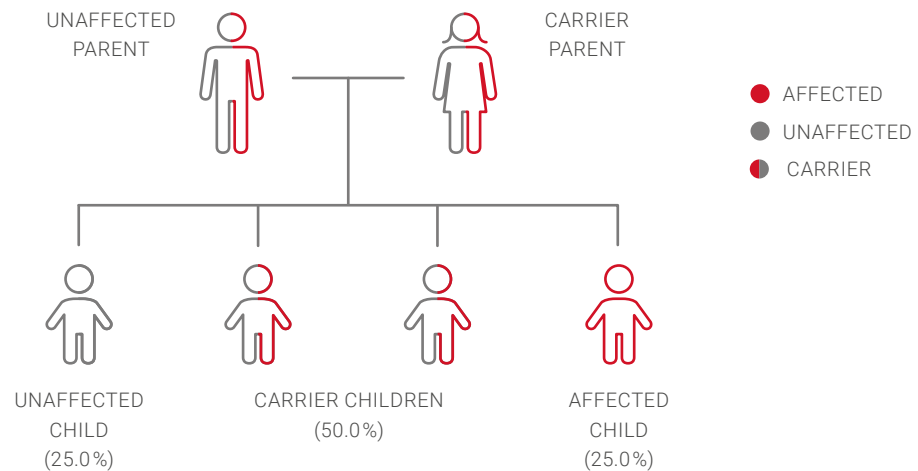 UNAFFECTED
PARENT
CARRIER
PARENT
AFFECTED
UNAFFECTED
CARRIER
UNAFFECTED
CHILD
(25.0%)
CARRIER CHILDREN
(50.0%)
AFFECTED
CHILD
(25.0%)